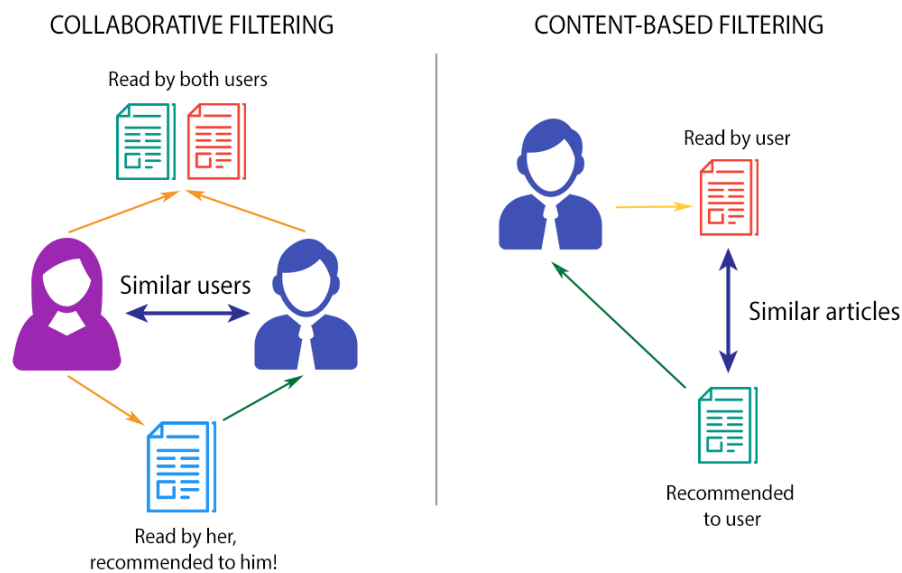 COLLABORATIVE FILTERING
Read by both users
Similar users
Read by her,
recommended to him!
CONTENT-BASED FILTERING
Read by user
Similar articles
Recommended
to user